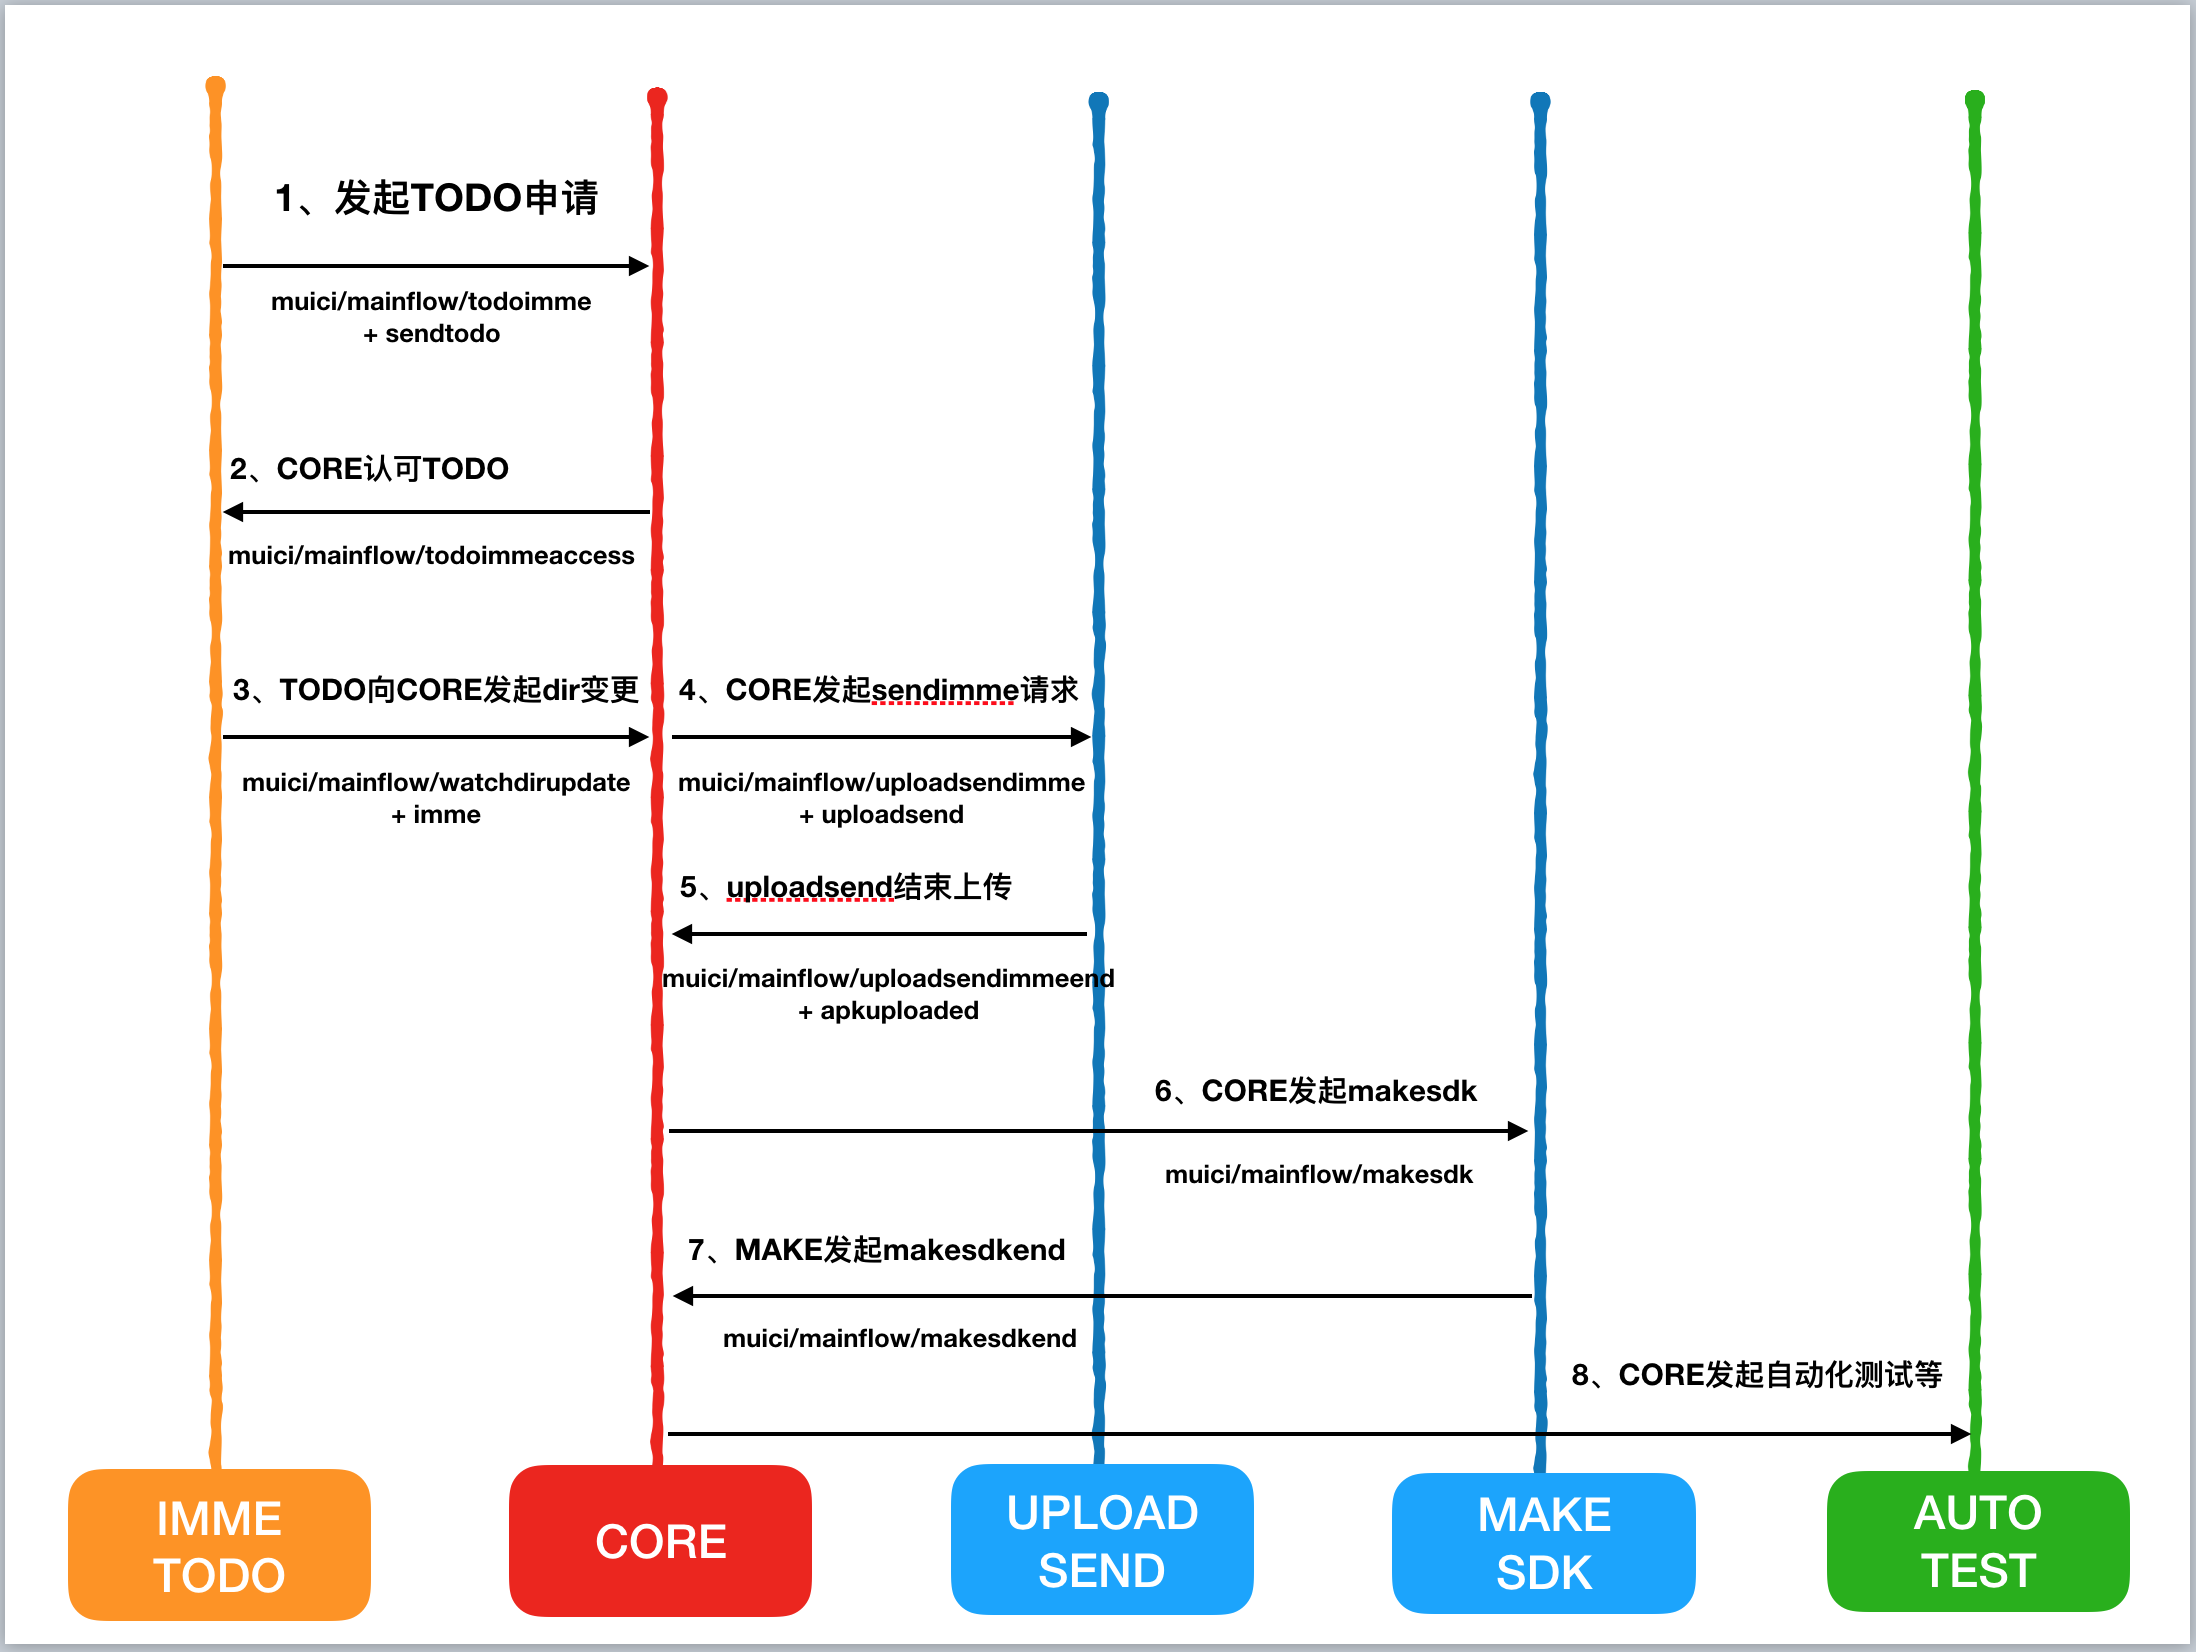 1、发起TODO申请
muici/mainflow/todoimme
+ sendtodo
2、CORE认可TODO
muici/mainflow/todoimmeaccess
3、TODO向CORE发起dir变更
muici/mainflow/watchdirupdate
+ imme
4、CORE发起sendimme请求
muici/mainflow/uploadsendimme
+ uploadsend
5、uploadsend结束上传
muici/mainflow/uploadsendimmeend
+ apkuploaded
6、CORE发起makesdk
muici/mainflow/makesdk
7、MAKE发起makesdkend
muici/mainflow/makesdkend
8、CORE发起自动化测试等
IMME
TODO
CORE
UPLOAD
SEND
MAKE
SDK
AUTO
TEST